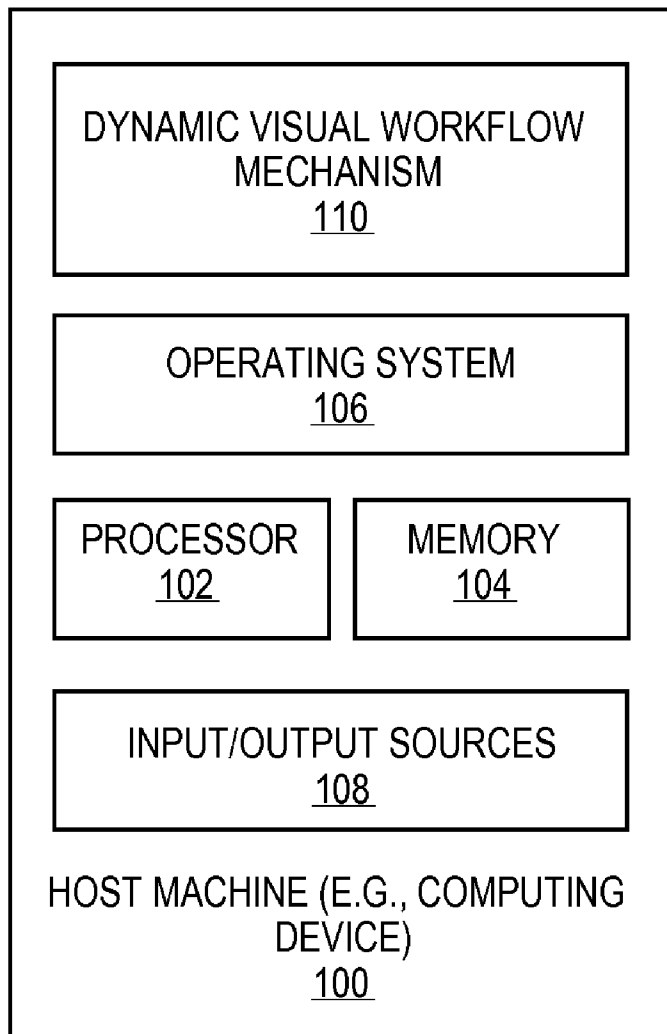 DYNAMIC VISUAL WORKFLOW
MECHANISM
110
OPERATING SYSTEM
106
PROCESSOR
102
MEMORY
104
INPUT/OUTPUT SOURCES
108
HOST MACHINE (E.G., COMPUTING
DEVICE)
100